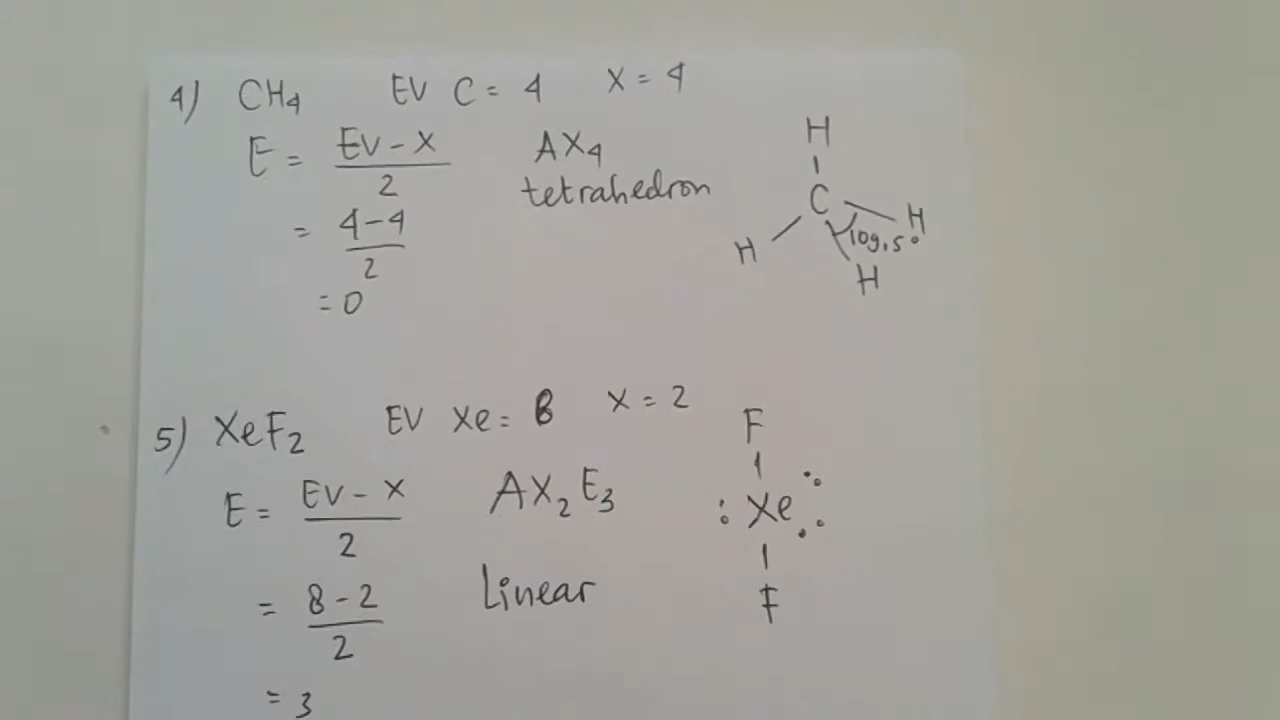 4) CH4 EV C = 4 X = 4
E = EV - X / 2 AX4
tetrahedron
= 4 - 4 / 2
= 0
H
C
H H
109,5°
H
5) XeF2 EV Xe = 8 X = 2
E = EV - X / 2 AX2E3
= 8 - 2 / 2 Linear
= 3
F
: Xe : :
F